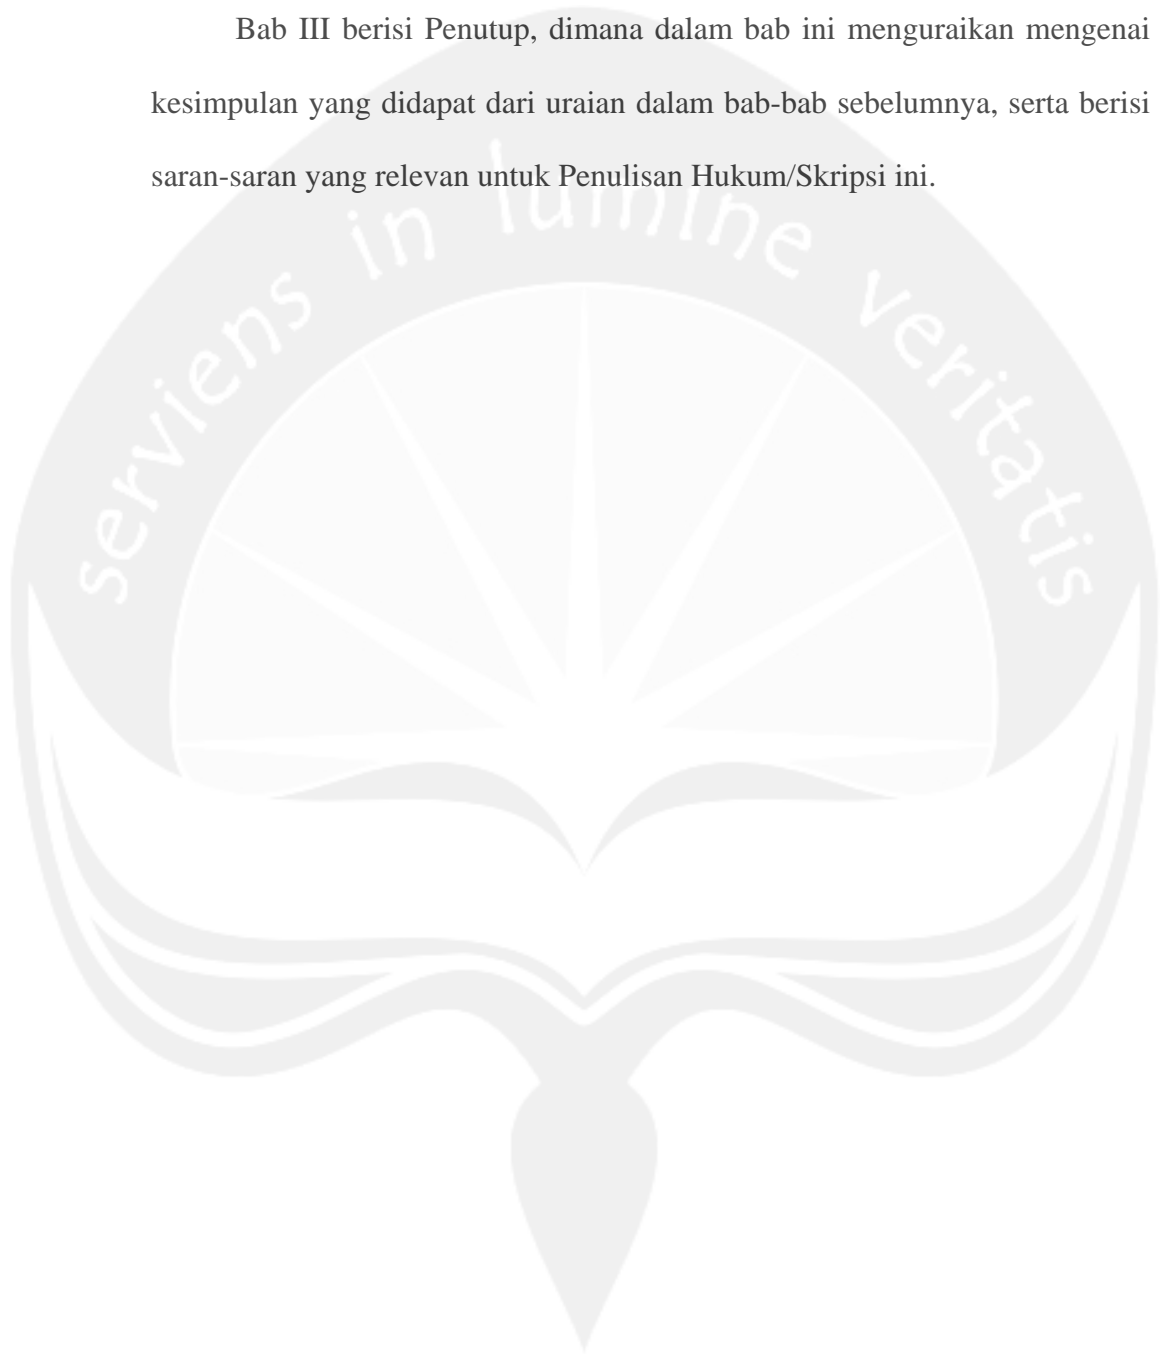 Bab III berisi Penutup, dimana dalam bab ini menguraikan mengenai
kesimpulan yang didapat dari uraian dalam bab-bab sebelumnya, serta berisi
saran-saran yang relevan untuk Penulisan Hukum/Skripsi ini.
serviens in lumine veritatis